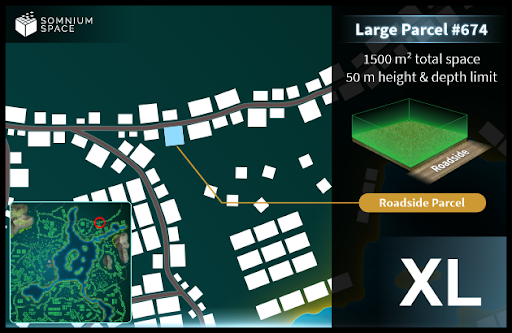 SOMNIUM
SPACE
Large Parcel #674
1500 m² total space
50 m height & depth limit
Roadside
Roadside Parcel
XL